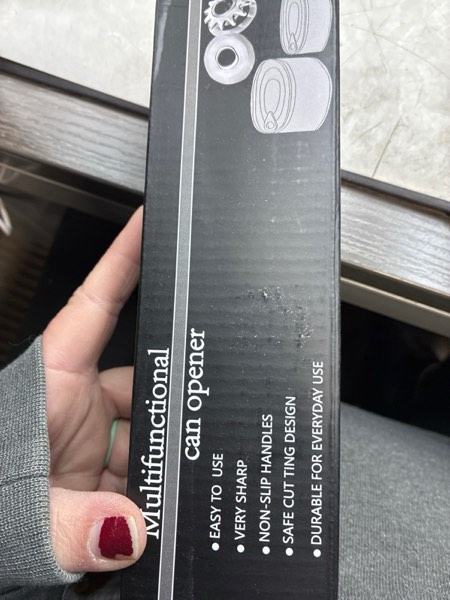 Multifunctional
can opener
• EASY TO USE
• VERY SHARP
• NON-SLIP HANDLES
• SAFE CUT TING DESIGN
• DURABLE FOR EVERYDAY USE